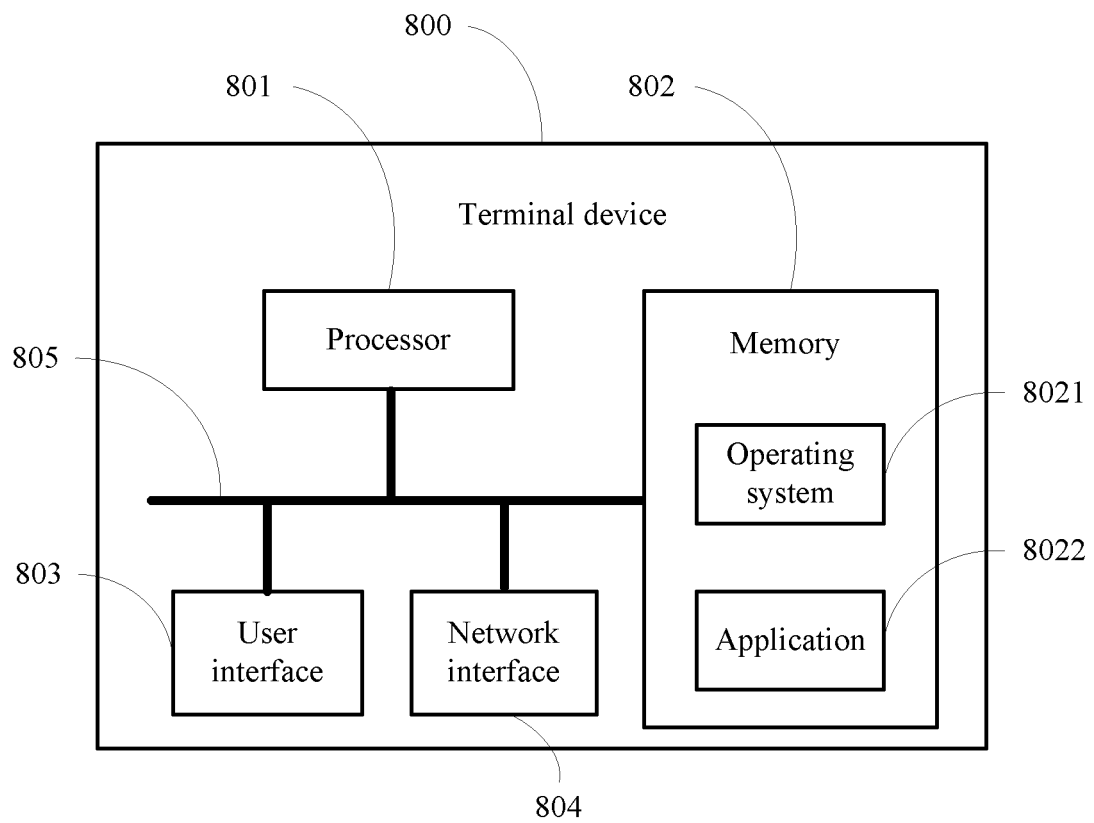 800
801
802
Terminal device
Processor
Memory
805
8021
Operating
system
8022
803
User
interface
Network
interface
Application
804